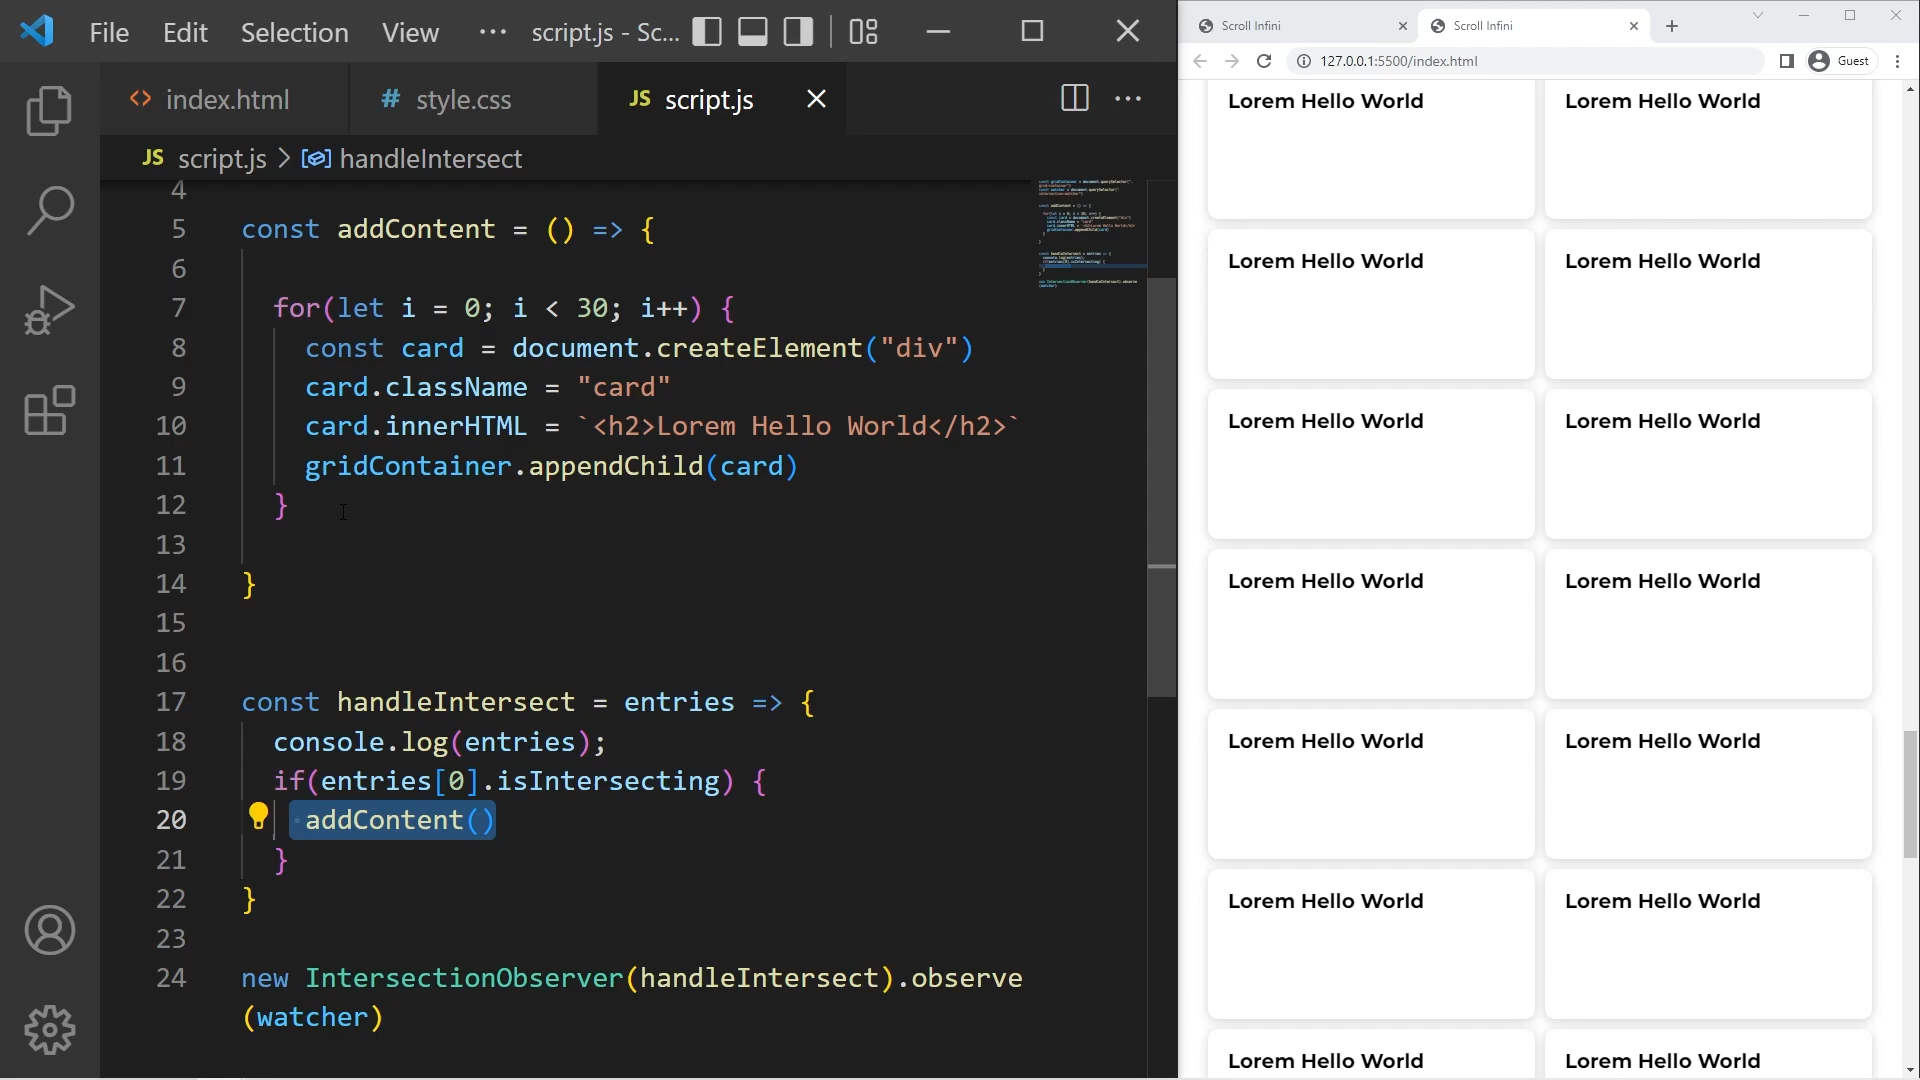 File Edit Selection View ··· script.js - Sc...
index.html
# style.css
JS script.js
JS script.js > handleIntersect
4
5 const addContent = () => {
6
7 for(let i = 0; i < 30; i++) {
8 const card = document.createElement("div")
9 card.className = "card"
10 card.innerHTML = `<h2>Lorem Hello World</h2>`
11 gridContainer.appendChild(card)
12 }
13
14 }
15
16
17 const handleIntersect = entries => {
18 console.log(entries);
19 if(entries[0].isIntersecting) {
20 addContent()
21 }
22 }
23
24 new IntersectionObserver(handleIntersect).observe
(watcher)
Scroll Infini
Scroll Infini
127.0.0.1:5500/index.html
Guest
Lorem Hello World Lorem Hello World
Lorem Hello World Lorem Hello World
Lorem Hello World Lorem Hello World
Lorem Hello World Lorem Hello World
Lorem Hello World Lorem Hello World
Lorem Hello World Lorem Hello World
Lorem Hello World Lorem Hello World